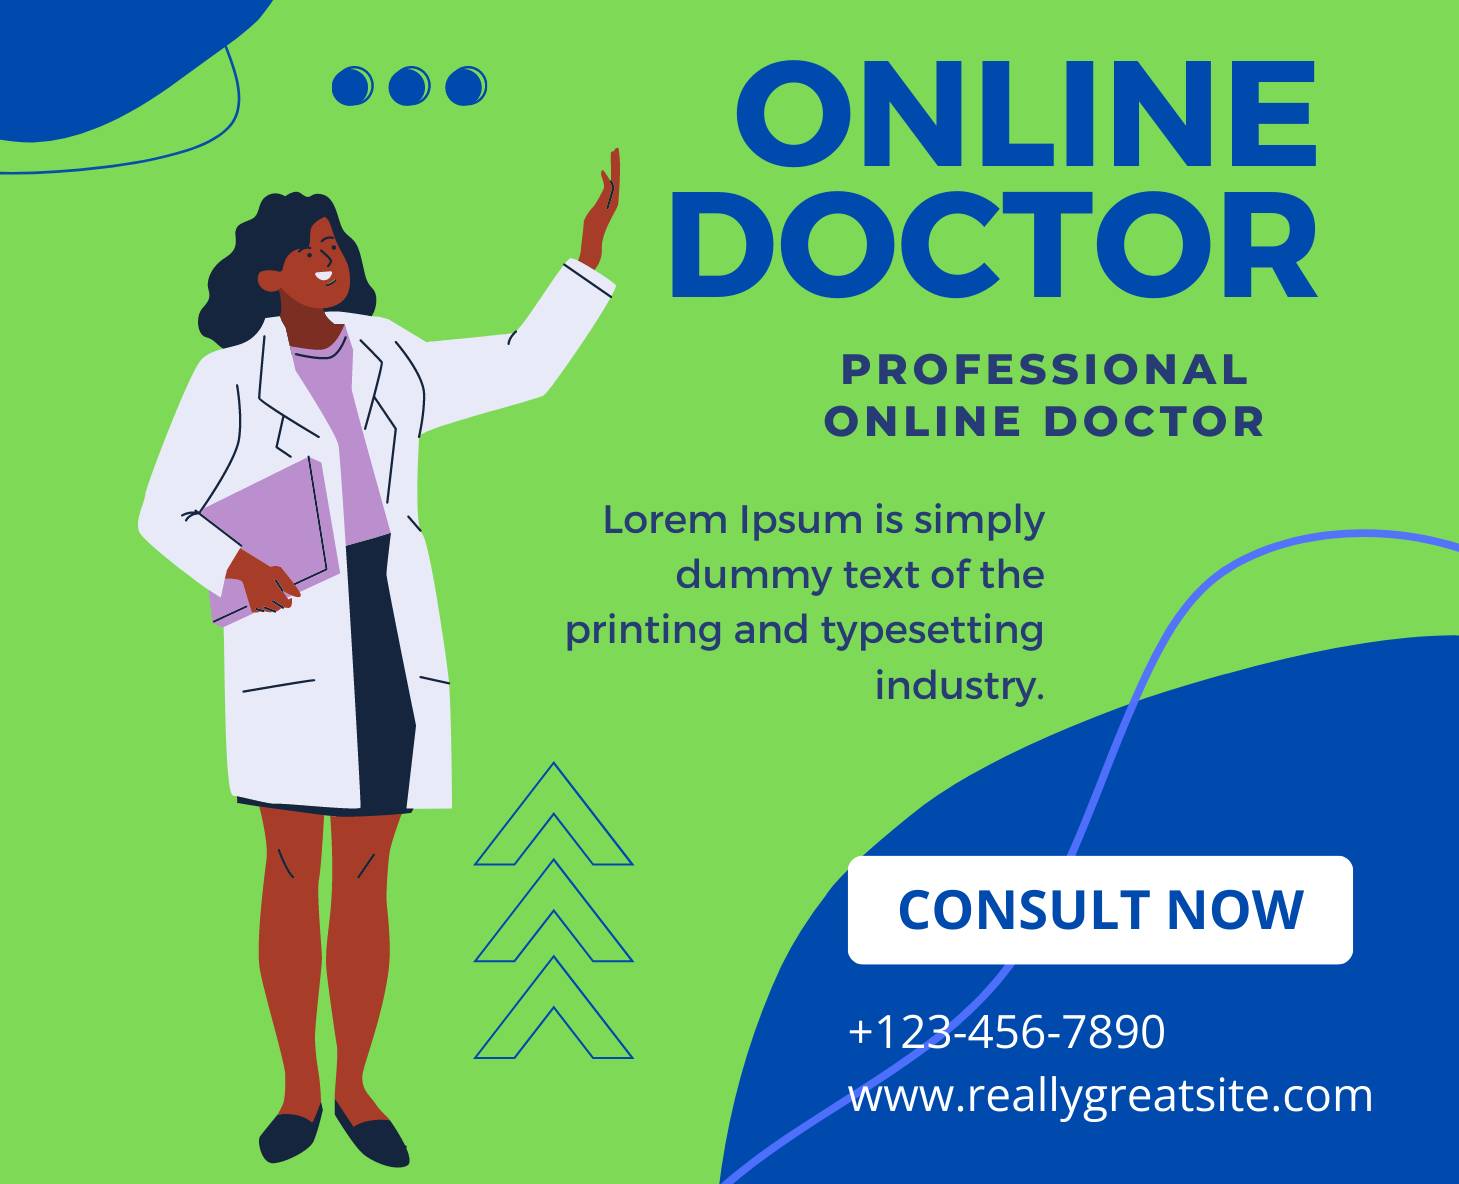 ONLINE
DOCTOR
PROFESSIONAL
ONLINE DOCTOR
Lorem Ipsum is simply
dummy text of the
printing and typesetting
industry.
CONSULT NOW
+123-456-7890
www.reallygreatsite.com